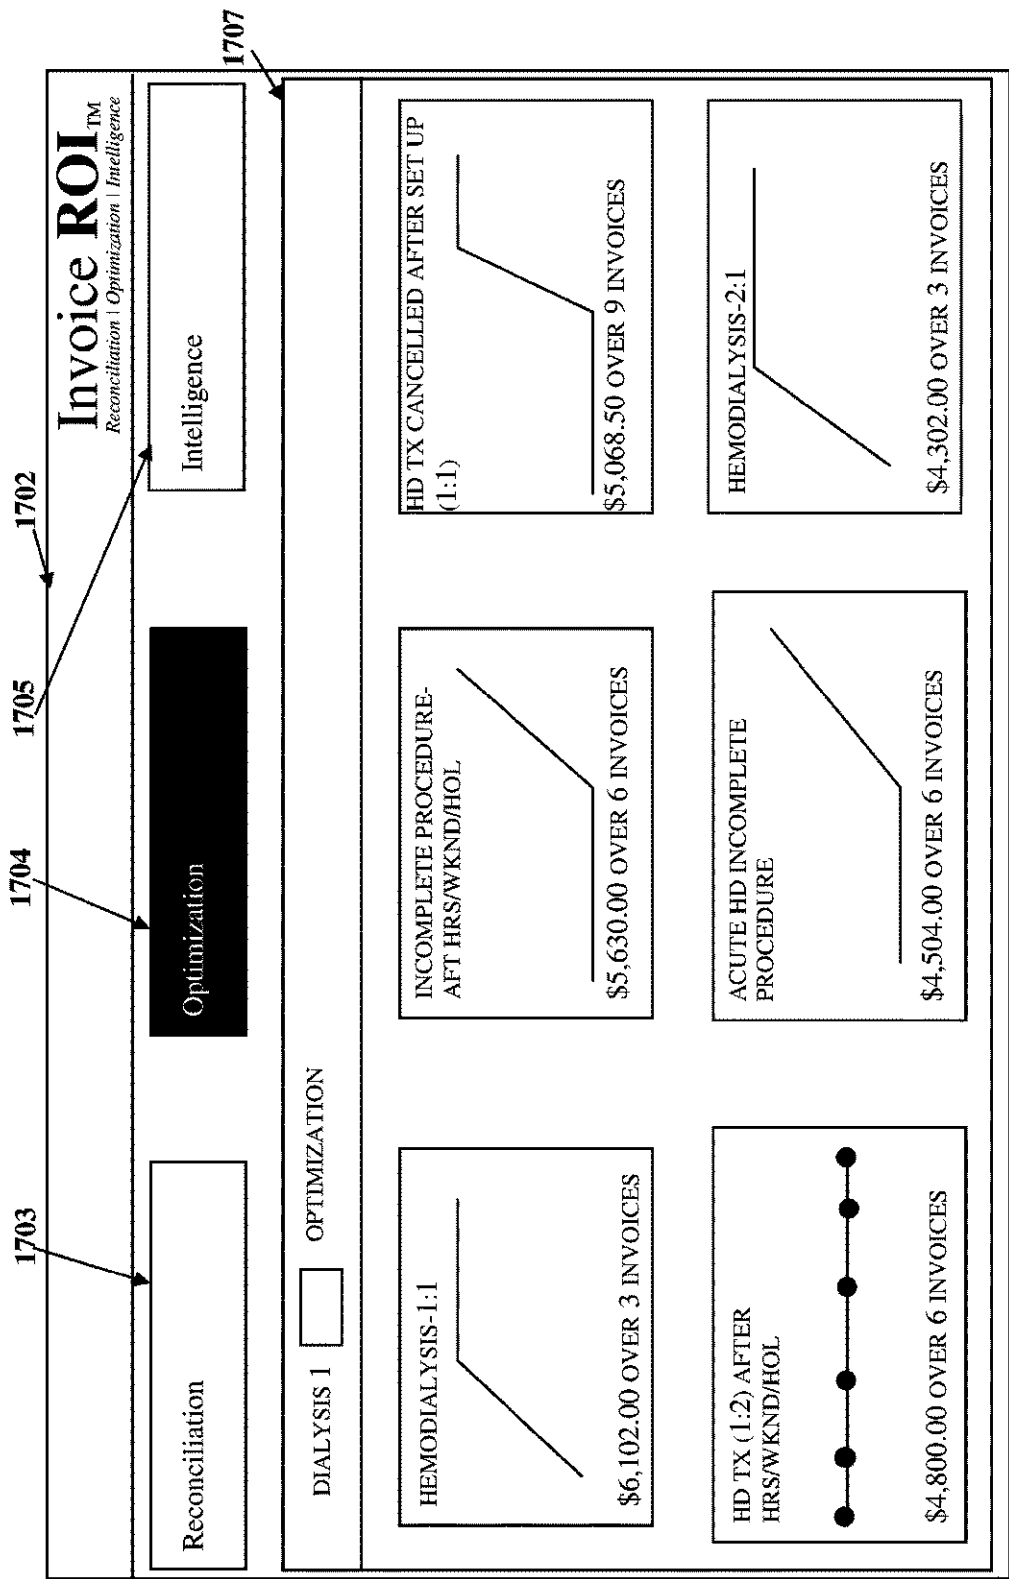 1702
1707
1705
1704
1703
Invoice ROI TM
Reconciliation | Optimization | Intelligence
Reconciliation
Optimization
Intelligence
DIALYSIS 1
OPTIMIZATION
HEMODIALYSIS-1:1
$6,102.00 OVER 3 INVOICES
INCOMPLETE PROCEDURE-
AFT HRS/WKND/HOL
$5,630.00 OVER 6 INVOICES
HD TX CANCELLED AFTER SET UP
(1:1)
$5,068.50 OVER 9 INVOICES
HD TX (1:2) AFTER
HRS/WKND/HOL
$4,800.00 OVER 6 INVOICES
ACUTE HD INCOMPLETE
PROCEDURE
$4,504.00 OVER 6 INVOICES
HEMODIALYSIS-2:1
$4,302.00 OVER 3 INVOICES